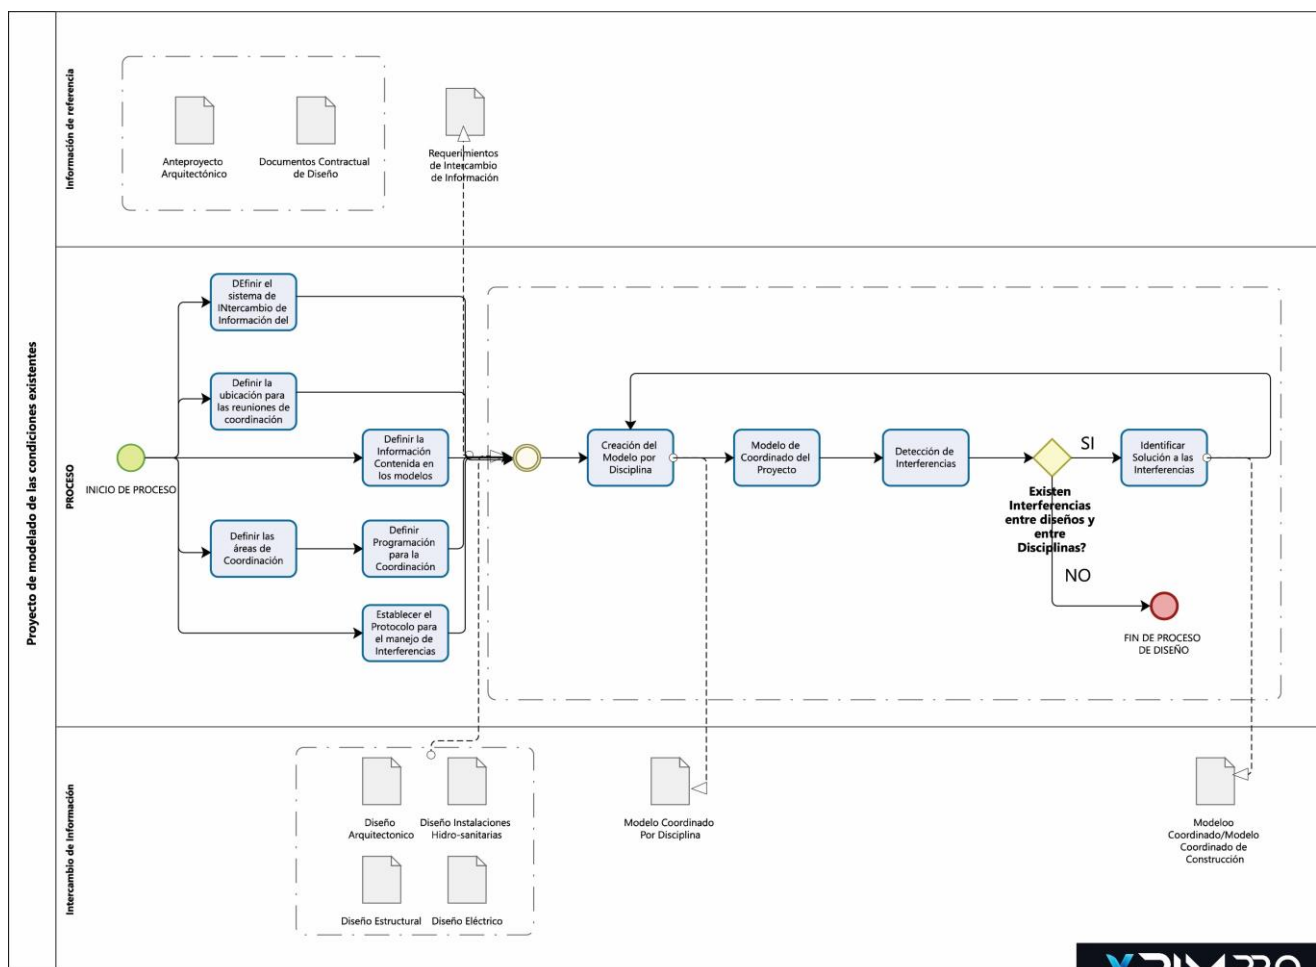 Proyecto de modelado de las condiciones existentes
Información de referencia
Anteproyecto
Arquitectónico
Documentos Contractual
de Diseño
Requerimientos
de Intercambio
de Información
PROCESO
INICIO DE PROCESO
DEfinir el
sistema de
INtercambio de
Información del
Definir la
ubicación para
las reuniones de
coordinación
Definir la
Información
Contenida en
los modelos
Definir las
áreas de
Coordinación
Definir
Programación
para la
Coordinación
Establecer el
Protocolo para
el manejo de
Interferencias
Creación del
Modelo por
Disciplina
Modelo de
Coordinado del
Proyecto
Detección de
Interferencias
Existen
Interferencias
entre diseños y
entre
Disciplinas?
SI
NO
Identificar
Solución a las
Interferencias
FIN DE PROCESO
DE DISEÑO
Intercambio de Información
Diseño
Arquitectonico
Diseño Instalaciones
Hidro-sanitarias
Diseño Estructural
Diseño Eléctrico
Modelo Coordinado
Por Disciplina
Modeloo
Coordinado/Modelo
Coordinado de
Construcción